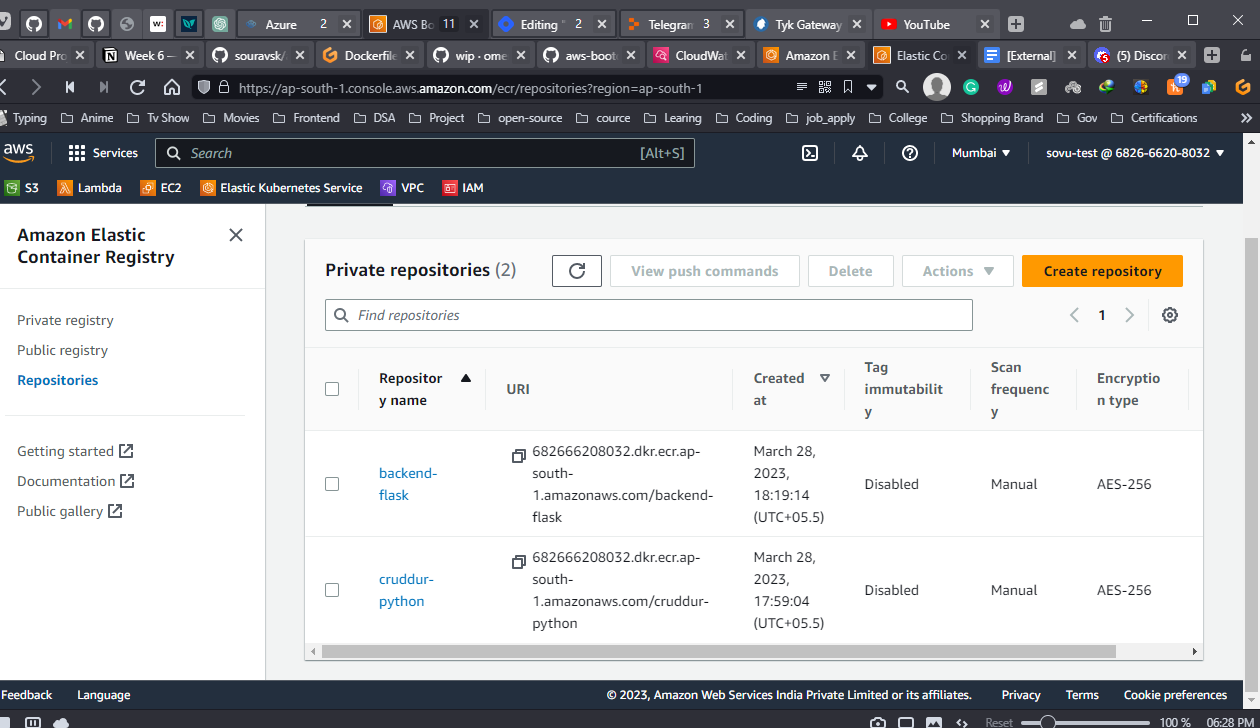 Azure 2
AWS Bo 11
Editing " 2
Telegran 3
Tyk Gateway
YouTube
Cloud Pro
Week 6 —
souravsk/
Dockerfile
wip · ome
aws-boot
CloudWat
Amazon E
Elastic Co
[External]
(5) Discor
https://ap-south-1.console.aws.amazon.com/ecr/repositories?region=ap-south-1
19
Typing
Anime
Tv Show
Movies
Frontend
DSA
Project
open-source
cource
Learing
Coding
job_apply
College
Shopping Brand
Gov
Certifications
aws
Services
Search
[Alt+S]
Mumbai
sovu-test @ 6826-6620-8032
S3
Lambda
EC2
Elastic Kubernetes Service
VPC
IAM
Amazon Elastic
Container Registry
Private registry
Public registry
Repositories
Getting started
Documentation
Public gallery
Private repositories (2)
View push commands
Delete
Actions
Create repository
Find repositories
1
Repositor
y name
URI
Created
at
Tag
immutabilit
y
Scan
frequenc
y
Encryptio
n type
backend-
flask
682666208032.dkr.ecr.ap-
south-
1.amazonaws.com/backend-
flask
March 28,
2023,
18:19:14
(UTC+05.5)
Disabled
Manual
AES-256
cruddur-
python
682666208032.dkr.ecr.ap-
south-
1.amazonaws.com/cruddur-
python
March 28,
2023,
17:59:04
(UTC+05.5)
Disabled
Manual
AES-256
Feedback
Language
© 2023, Amazon Web Services India Private Limited or its affiliates.
Privacy
Terms
Cookie preferences
Reset
100 %
06:28 PM